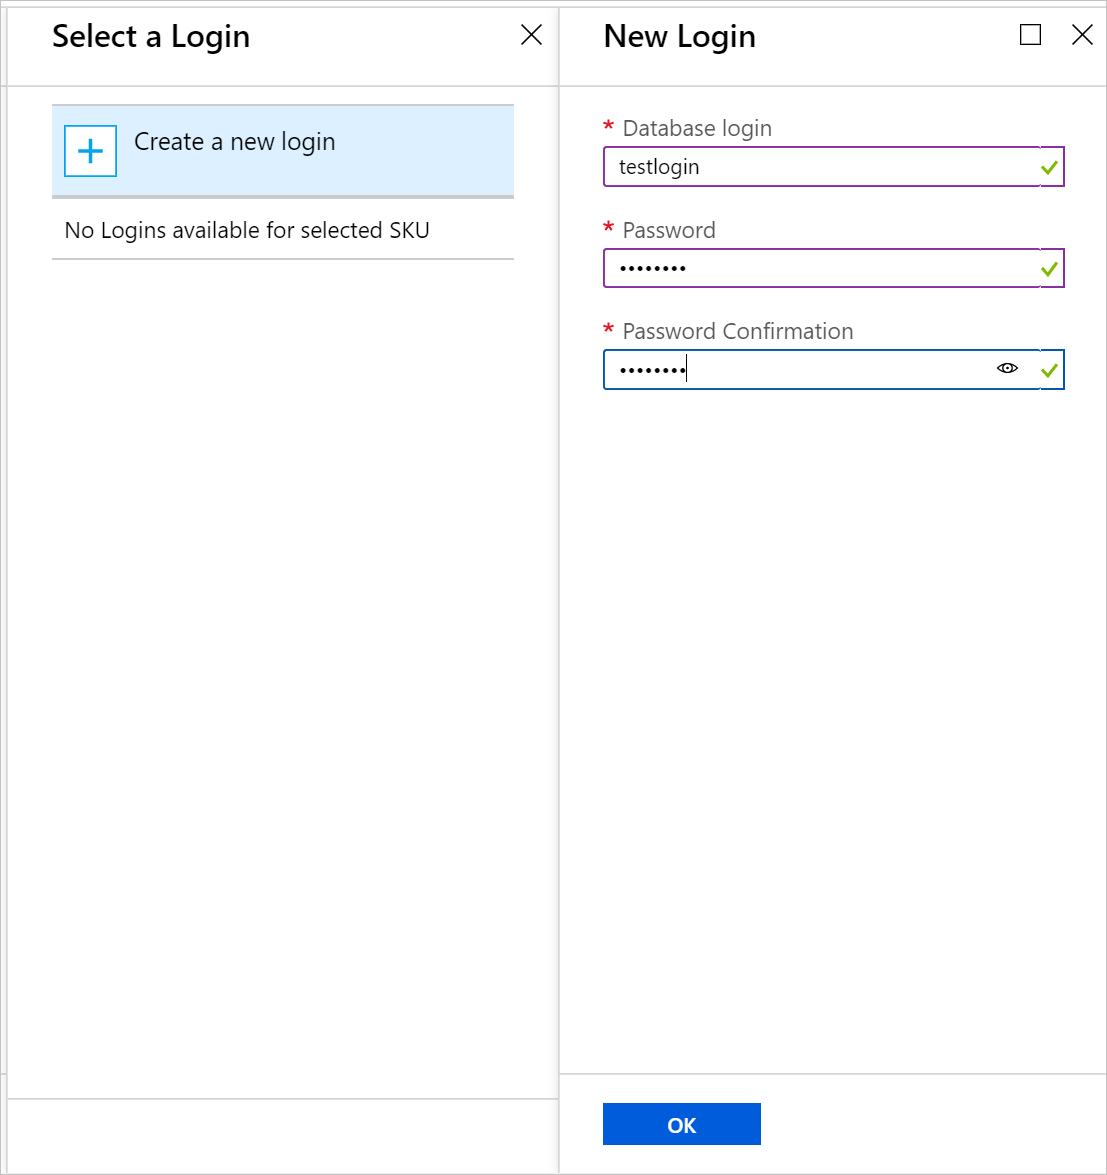 Select a Login
Create a new login
No Logins available for selected SKU
New Login
* Database login
testlogin
* Password
••••••••
* Password Confirmation
••••••••
OK